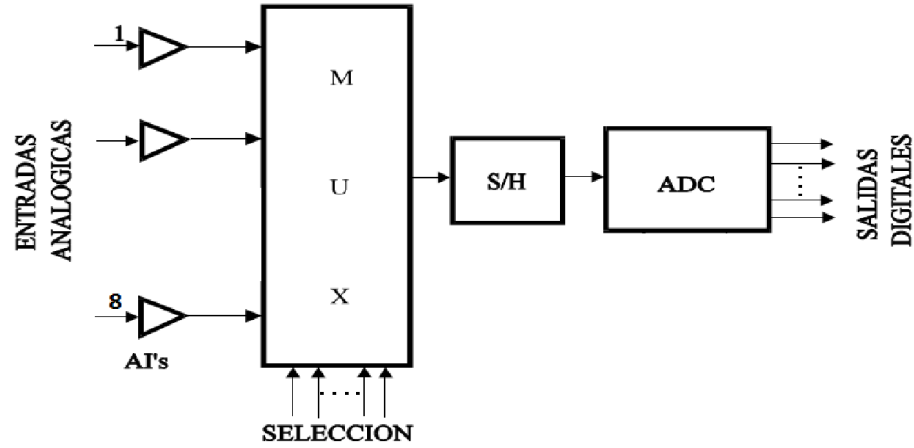 1
ENTRADAS
ANALOGICAS
8
AI's
M
U
X
SELECCION
S/H
ADC
SALIDAS
DIGITALES